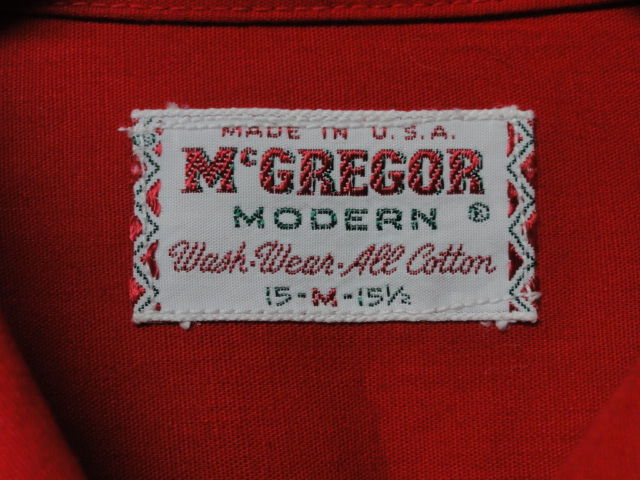 MADE IN U.S.A.
McGREGOR
MODERN ®
Wash-Wear-All Cotton
15-M-15½